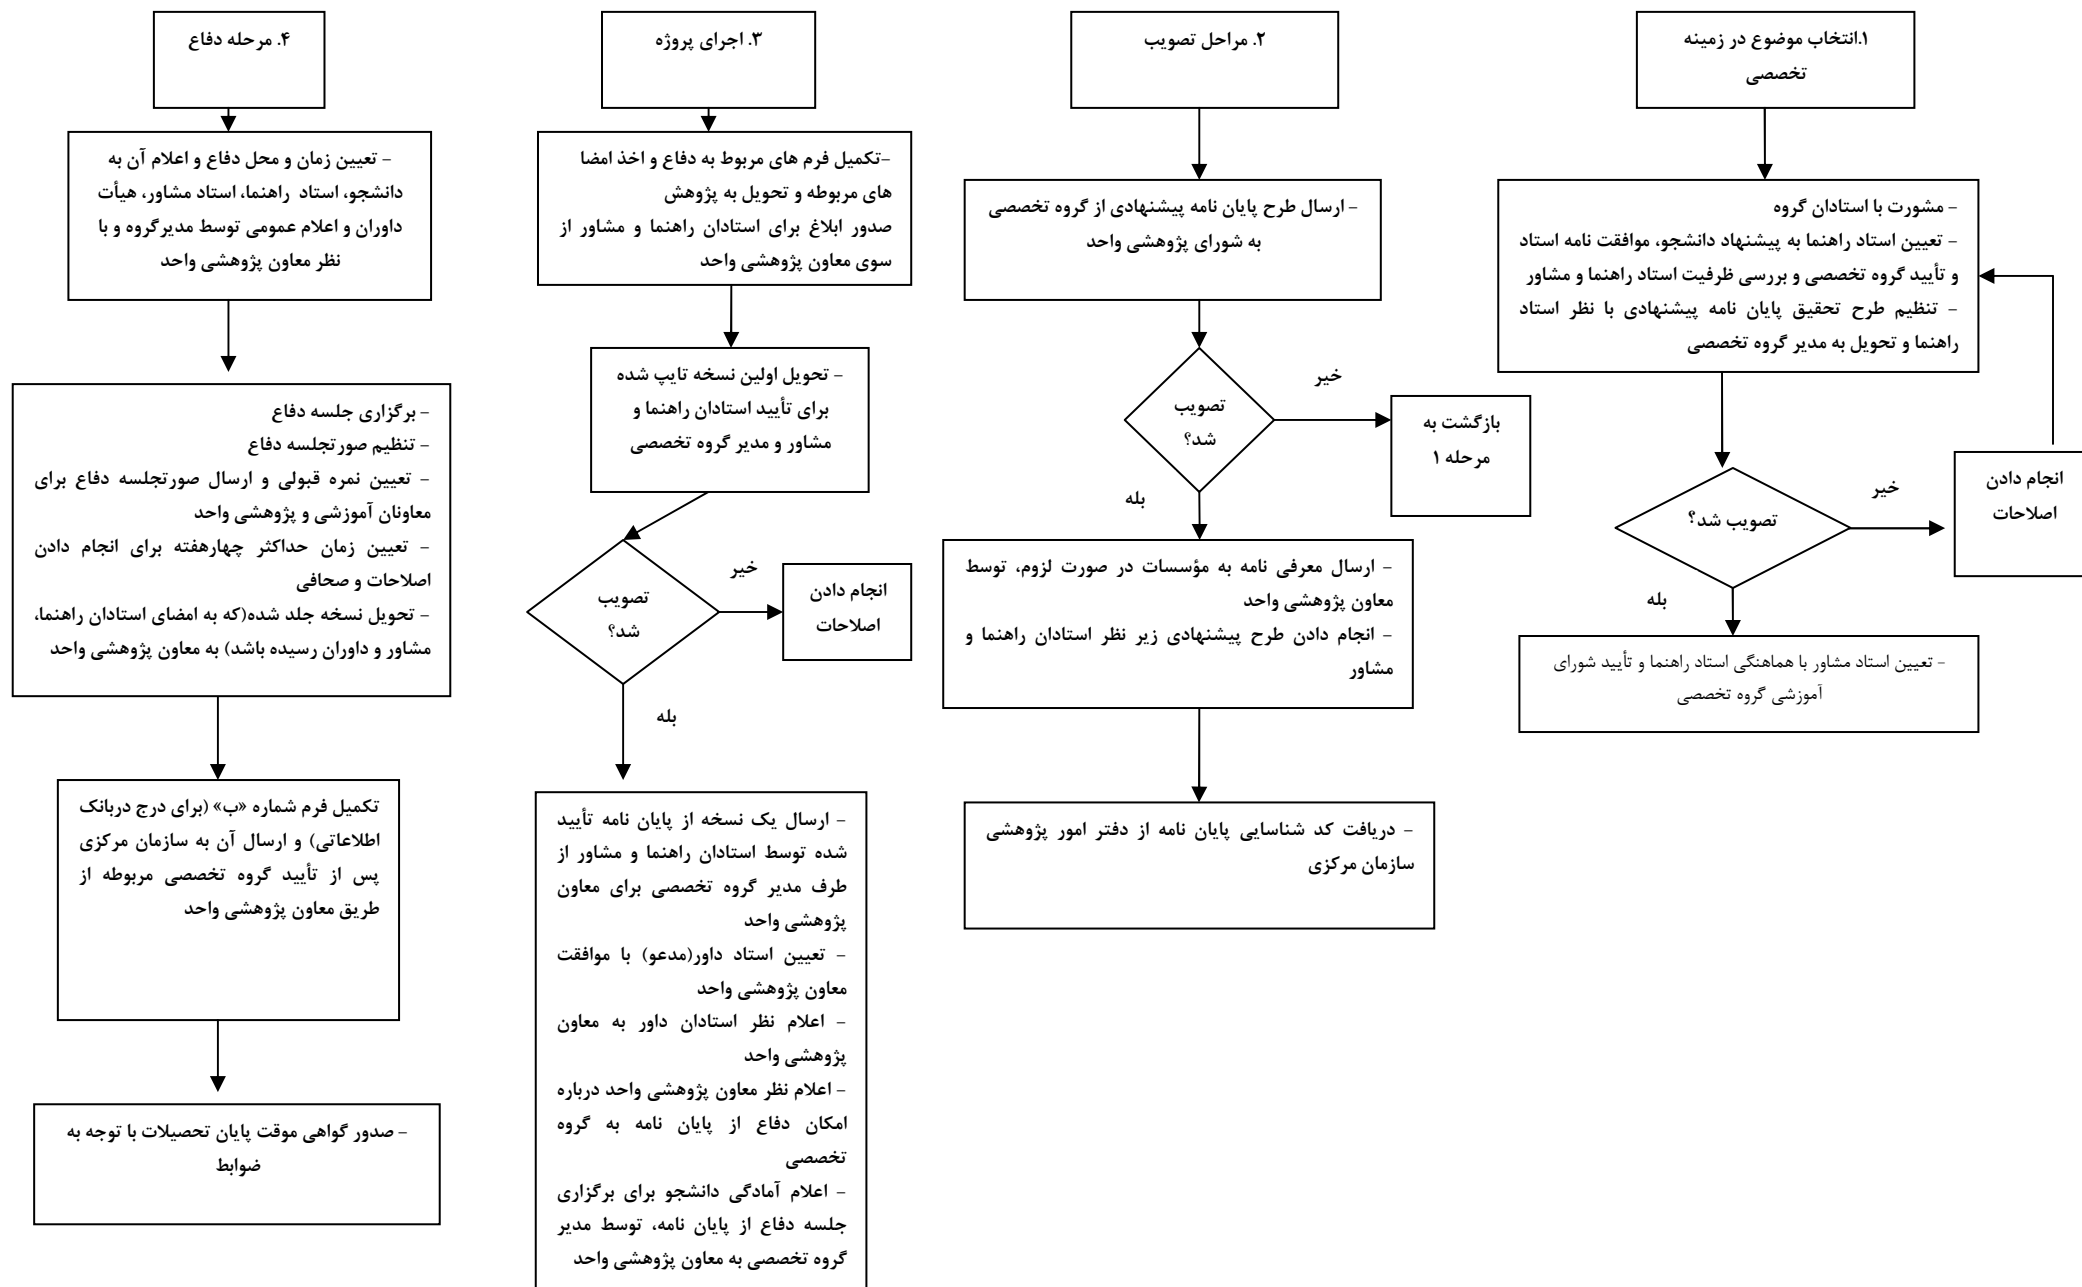 ۱.انتخاب موضوع در زمینه
تخصصی
– مشورت با استادان گروه
– تعیین استاد راهنما به پیشنهاد دانشجو، موافقت نامه استاد
و تأیید گروه تخصصی و بررسی ظرفیت استاد راهنما و مشاور
– تنظیم طرح تحقیق پایان نامه پیشنهادی با نظر استاد
راهنما و تحویل به مدیر گروه تخصصی
تصویب شد؟
خیر
انجام دادن
اصلاحات
بله
- تعیین استاد مشاور با هماهنگی استاد راهنما و تأیید شورای
آموزشی گروه تخصصی
۲. مراحل تصویب
– ارسال طرح پایان نامه پیشنهادی از گروه تخصصی
به شورای پژوهشی واحد
تصویب
شد؟
خیر
بازگشت به
مرحله ۱
بله
– ارسال معرفی نامه به مؤسسات در صورت لزوم، توسط
معاون پژوهشی واحد
– انجام دادن طرح پیشنهادی زیر نظر استادان راهنما و
مشاور
– دریافت کد شناسایی پایان نامه از دفتر امور پژوهشی
سازمان مرکزی
۳. اجرای پروژه
–تکمیل فرم های مربوط به دفاع و اخذ امضا
های مربوطه و تحویل به پژوهش
صدور ابلاغ برای استادان راهنما و مشاور از
سوی معاون پژوهشی واحد
– تحویل اولین نسخه تایپ شده
برای تأیید استادان راهنما و
مشاور و مدیر گروه تخصصی
تصویب
شد؟
خیر
انجام دادن
اصلاحات
بله
– ارسال یک نسخه از پایان نامه تأیید
شده توسط استادان راهنما و مشاور از
طرف مدیر گروه تخصصی برای معاون
پژوهشی واحد
– تعیین استاد داور(مدعو) با موافقت
معاون پژوهشی واحد
– اعلام نظر استادان داور به معاون
پژوهشی واحد
– اعلام نظر معاون پژوهشی واحد درباره
امکان دفاع از پایان نامه به گروه
تخصصی
– اعلام آمادگی دانشجو برای برگزاری
جلسه دفاع از پایان نامه، توسط مدیر
گروه تخصصی به معاون پژوهشی واحد
۴. مرحله دفاع
– تعیین زمان و محل دفاع و اعلام آن به
دانشجو، استاد راهنما، استاد مشاور، هیأت
داوران و اعلام عمومی توسط مدیرگروه و با
نظر معاون پژوهشی واحد
– برگزاری جلسه دفاع
– تنظیم صورتجلسه دفاع
– تعیین نمره قبولی و ارسال صورتجلسه دفاع برای
معاونان آموزشی و پژوهشی واحد
– تعیین زمان حداکثر چهارهفته برای انجام دادن
اصلاحات و صحافی
– تحویل نسخه جلد شده(که به امضای استادان راهنما،
مشاور و داوران رسیده باشد) به معاون پژوهشی واحد
تکمیل فرم شماره «ب» (برای درج دربانک
اطلاعاتی) و ارسال آن به سازمان مرکزی
پس از تأیید گروه تخصصی مربوطه از
طریق معاون پژوهشی واحد
– صدور گواهی موقت پایان تحصیلات با توجه به
ضوابط